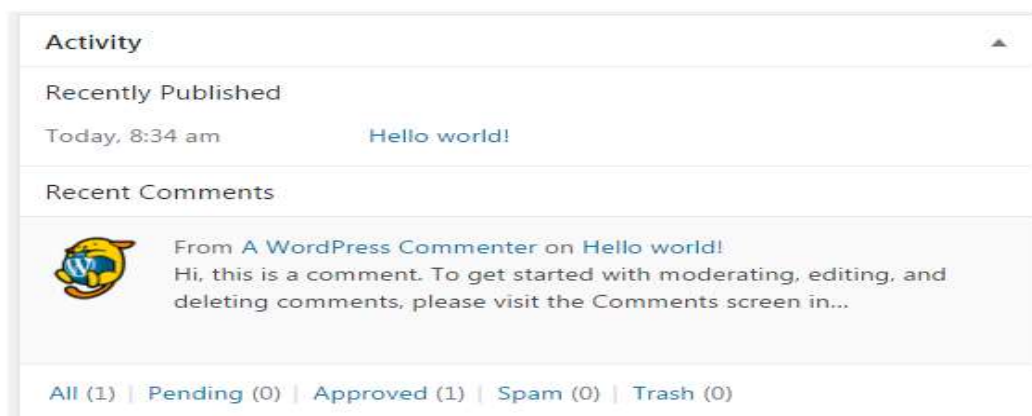 Activity
Recently Published
Today, 8:34 am Hello world!
Recent Comments
From A WordPress Commenter on Hello world!
Hi, this is a comment. To get started with moderating, editing, and
deleting comments, please visit the Comments screen in...
All (1) | Pending (0) | Approved (1) | Spam (0) | Trash (0)